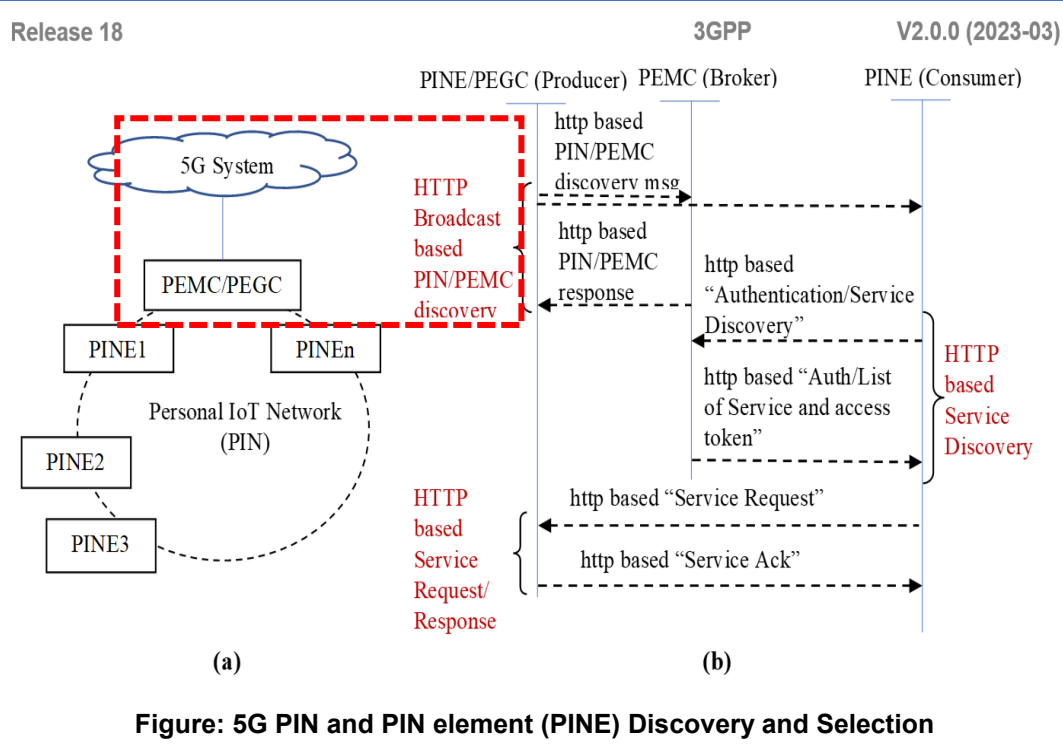 Release 18
3GPP
V2.0.0 (2023-03)
5G System
PEMC/PEGC
PINE1
PINEn
Personal IoT Network
(PIN)
PINE2
PINE3
(a)
PINE/PEGC (Producer)
PEMC (Broker)
PINE (Consumer)
http based
PIN/PEMC
discovery msg
HTTP
Broadcast
based
PIN/PEMC
discovery
http based
PIN/PEMC
response
http based
“Authentication/Service
Discovery”
http based “Auth/List
of Service and access
token”
HTTP
based
Service
Discovery
http based “Service Request”
HTTP
based
Service
Request/
Response
http based “Service Ack”
(b)
Figure: 5G PIN and PIN element (PINE) Discovery and Selection